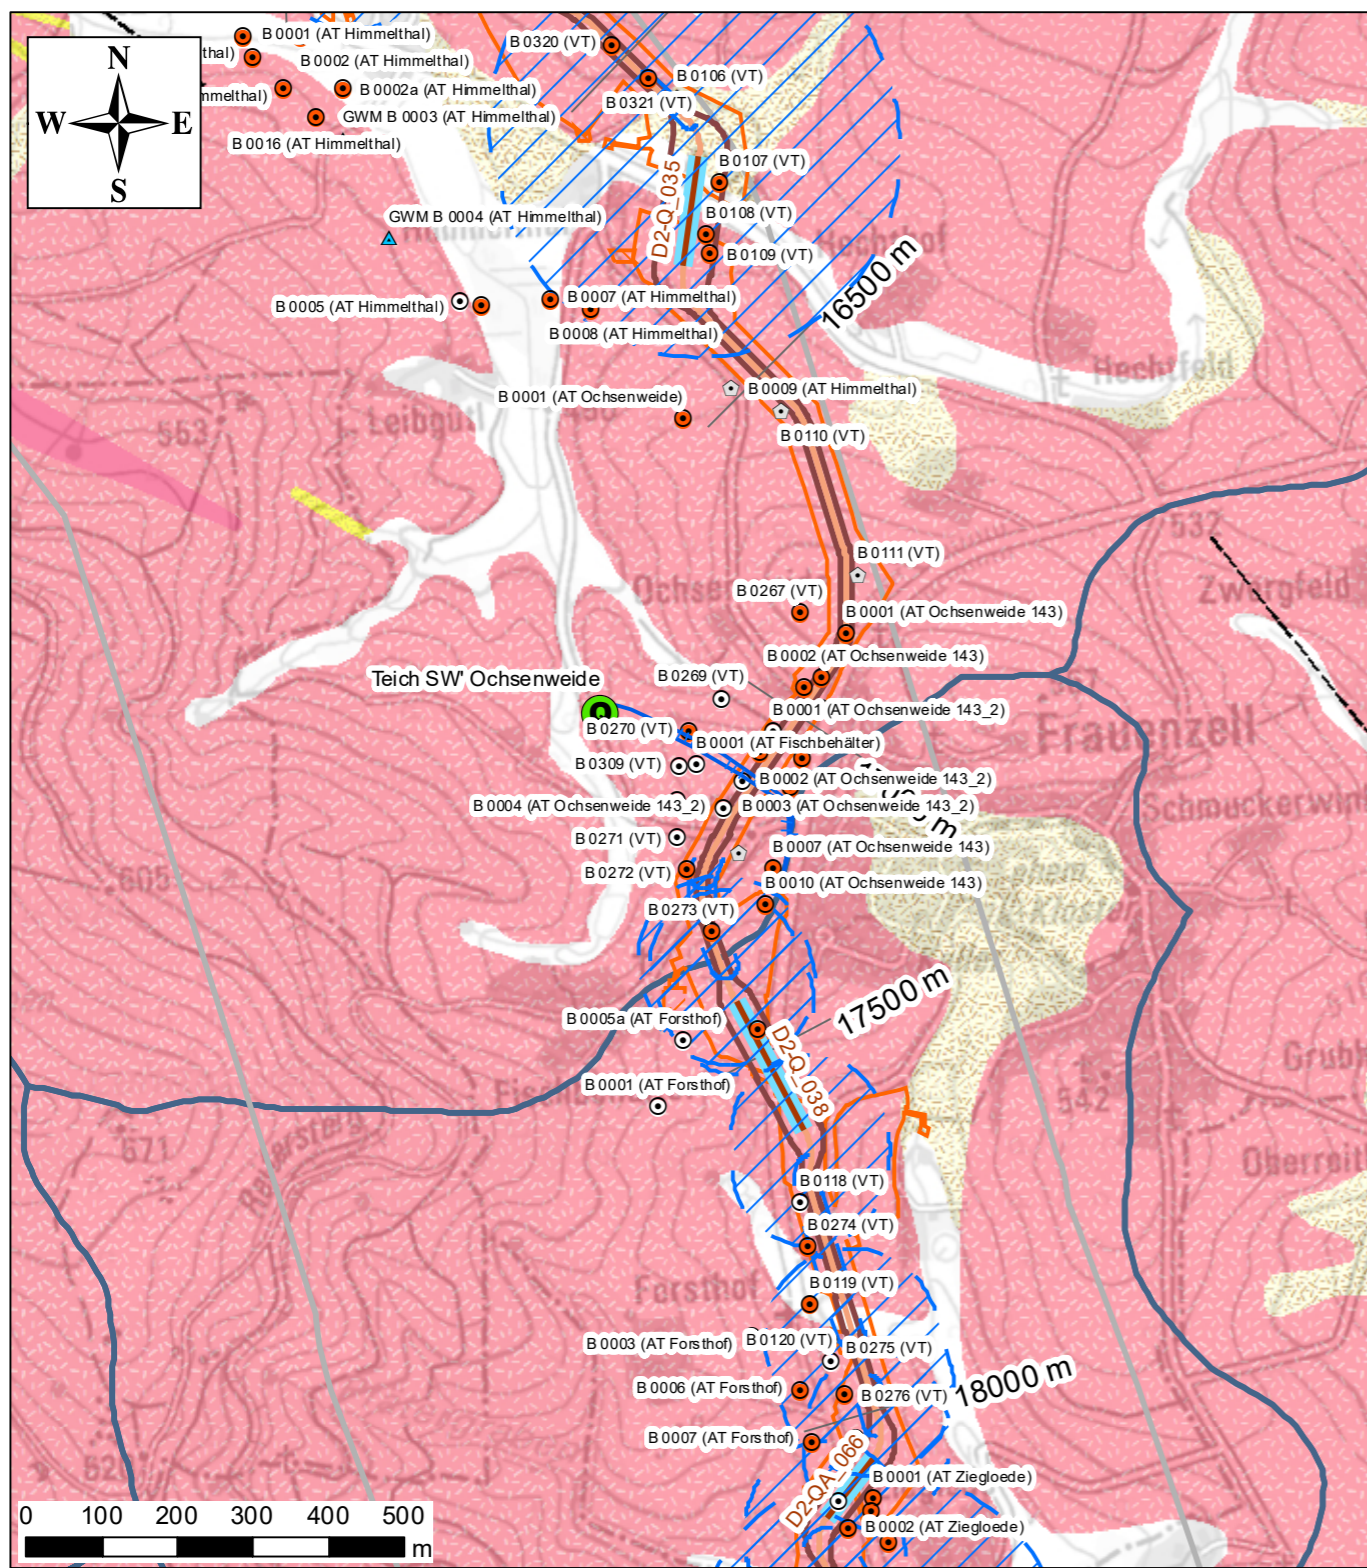 N
W
E
S
B 0001 (AT Himmelthal)
thal)
B 0002 (AT Himmelthal)
B 0002a (AT Himmelthal)
mmelthal)
GWM B 0003 (AT Himmelthal)
B 0016 (AT Himmelthal)
B 0320 (VT)
B 0106 (VT)
B 0321 (VT)
B 0107 (VT)
D2-Q_035
B 0108 (VT)
B 0109 (VT)
GWM B 0004 (AT Himmelthal)
B 0005 (AT Himmelthal)
B 0007 (AT Himmelthal)
B 0008 (AT Himmelthal)
16500 m
Hechtfeld
B 0009 (AT Himmelthal)
B 0001 (AT Ochsenweide)
B 0110 (VT)
553
Leibgütl
537
B 0111 (VT)
Zwergfeld
B 0267 (VT)
B 0001 (AT Ochsenweide 143)
B 0002 (AT Ochsenweide 143)
Teich SW' Ochsenweide
B 0269 (VT)
B 0001 (AT Ochsenweide 143_2)
Frauenzell
B 0270 (VT)
B 0001 (AT Fischbehälter)
B 0309 (VT)
B 0002 (AT Ochsenweide 143_2)
B 0004 (AT Ochsenweide 143_2)
B 0003 (AT Ochsenweide 143_2)
B 0271 (VT)
B 0007 (AT Ochsenweide 143)
B 0272 (VT)
B 0010 (AT Ochsenweide 143)
603
B 0273 (VT)
17500 m
B 0005a (AT Forsthof)
D2-Q_038
B 0001 (AT Forsthof)
671
532
Oberreit
B 0118 (VT)
B 0274 (VT)
Forsthof
B 0119 (VT)
B 0003 (AT Forsthof)
B 0120 (VT)
B 0275 (VT)
B 0006 (AT Forsthof)
B 0276 (VT)
18000 m
B 0007 (AT Forsthof)
D2-QA_066
B 0001 (AT Ziegloede)
B 0002 (AT Ziegloede)
0 100 200 300 400 500
m